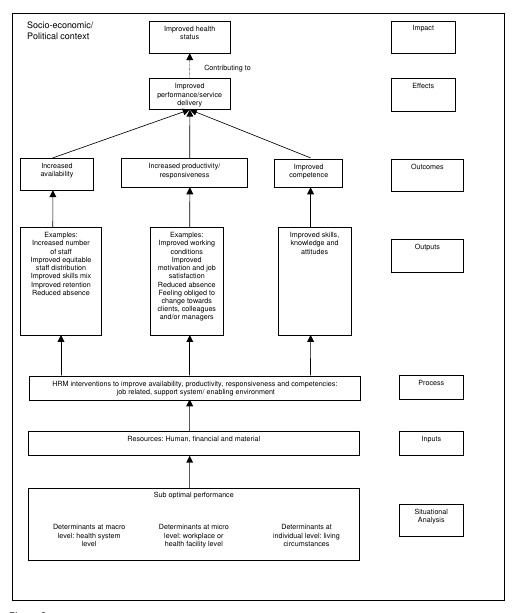 Socio-economic/
Political context
Improved health
status
Impact
Contributing to
Improved
performance/service
delivery
Effects
Increased
availability
Increased productivity/
responsiveness
Improved
competence
Outcomes
Examples:
Increased number
of staff
Improved equitable
staff distribution
Improved skills mix
Improved retention
Reduced absence
Examples:
Improved working
conditions
Improved
motivation and job
satisfaction
Reduced absence
Feeling obliged to
change towards
clients, colleagues
and/or managers
Improved skills,
knowledge and
attitudes
Outputs
HRM interventions to improve availability, productivity, responsiveness and competencies:
job related, support system/ enabling environment
Process
Resources: Human, financial and material
Inputs
Sub optimal performance
Determinants at macro
level: health system
level
Determinants at micro
level: workplace or
health facility level
Determinants at
individual level: living
circumstances
Situational
Analysis